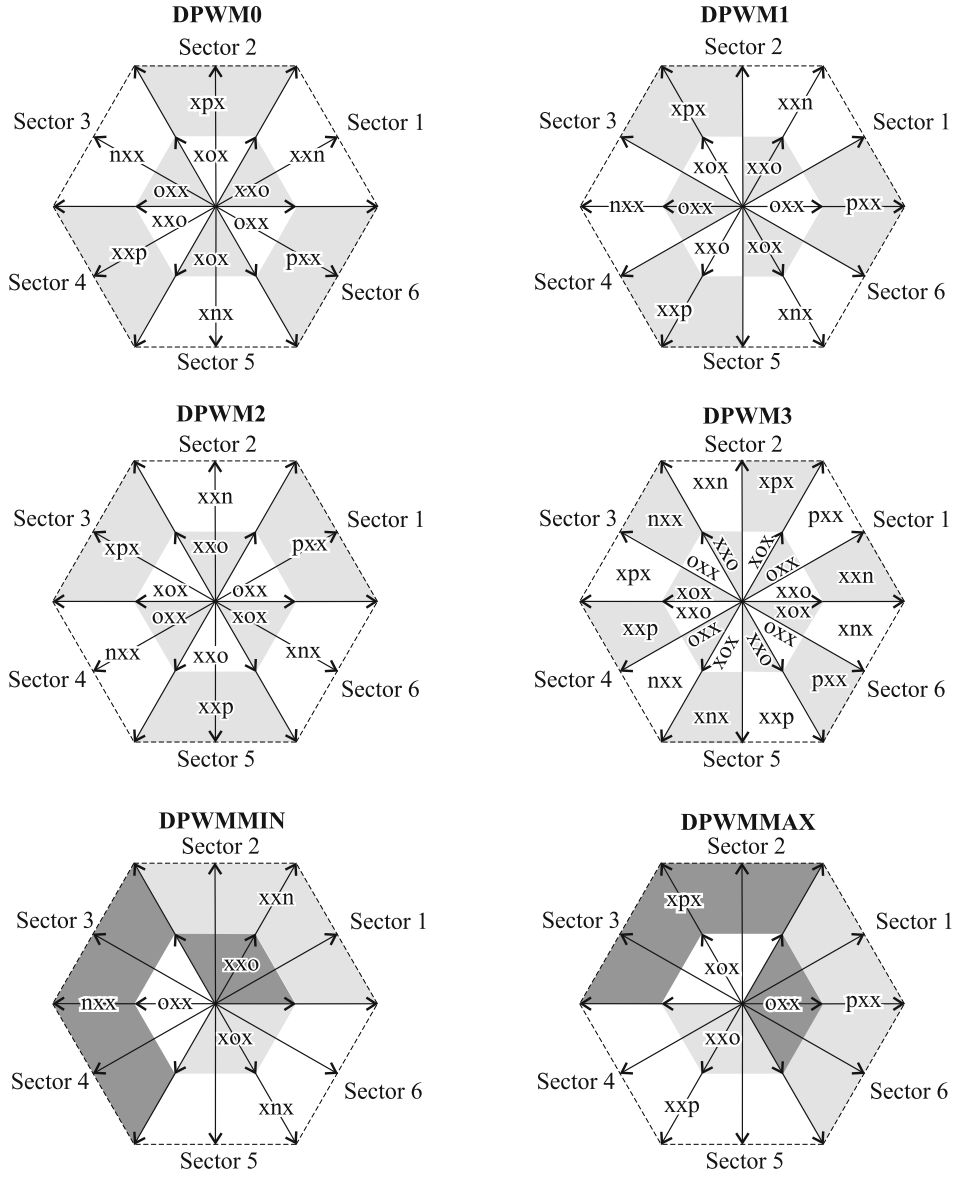 DPWM0
Sector 2
xpx
Sector 3
Sector 1
nxx
xox
xxn
oxx
xxo
xxo
oxx
xxp
xox
pxx
Sector 4
Sector 6
xnx
Sector 5
DPWM1
Sector 2
xpx
xxn
Sector 3
Sector 1
xox
xxo
nxx
oxx
oxx
pxx
xxo
xox
Sector 4
Sector 6
xxp
xnx
Sector 5
DPWM2
Sector 2
xxn
Sector 3
Sector 1
xpx
xxo
pxx
xox
oxx
oxx
xox
nxx
xxo
xnx
Sector 4
Sector 6
xxp
Sector 5
DPWM3
Sector 2
xxn
xpx
Sector 3
nxx
pxx
Sector 1
xxo
xox
oxx
oxx
xpx
xox
xxo
xxn
xxo
xox
xxp
oxx
oxx
xnx
xox
xxo
Sector 4
nxx
pxx
Sector 6
xnx
xxp
Sector 5
DPWMMIN
Sector 2
xxn
Sector 3
Sector 1
xxo
nxx
oxx
xox
Sector 4
Sector 6
xnx
Sector 5
DPWMMAX
Sector 2
xpx
Sector 3
Sector 1
xox
oxx
pxx
xxo
Sector 4
Sector 6
xxp
Sector 5